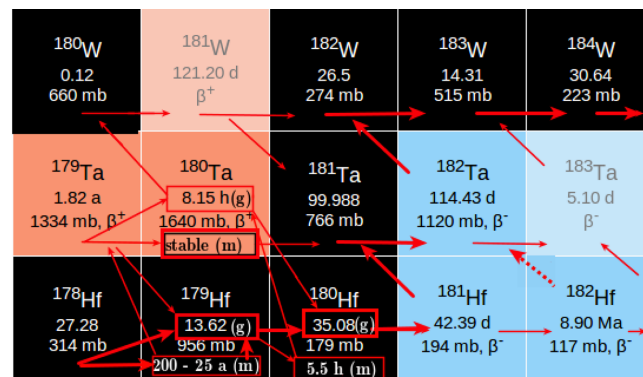 ¹⁸⁰W
0.12
660 mb
¹⁸¹W
121.20 d
β⁺
¹⁸²W
26.5
274 mb
¹⁸³W
14.31
515 mb
¹⁸⁴W
30.64
223 mb
¹⁷⁹Ta
1.82 a
1334 mb, β⁺
¹⁸⁰Ta
8.15 h(g)
1640 mb, β⁺
stable (m)
¹⁸¹Ta
99.988
766 mb
¹⁸²Ta
114.43 d
1120 mb, β⁻
¹⁸³Ta
5.10 d
β⁻
¹⁷⁸Hf
27.28
314 mb
¹⁷⁹Hf
13.62 (g)
956 mb
200 - 25 a (m)
¹⁸⁰Hf
35.08(g)
179 mb
5.5 h (m)
¹⁸¹Hf
42.39 d
194 mb, β⁻
¹⁸²Hf
8.90 Ma
117 mb, β⁻